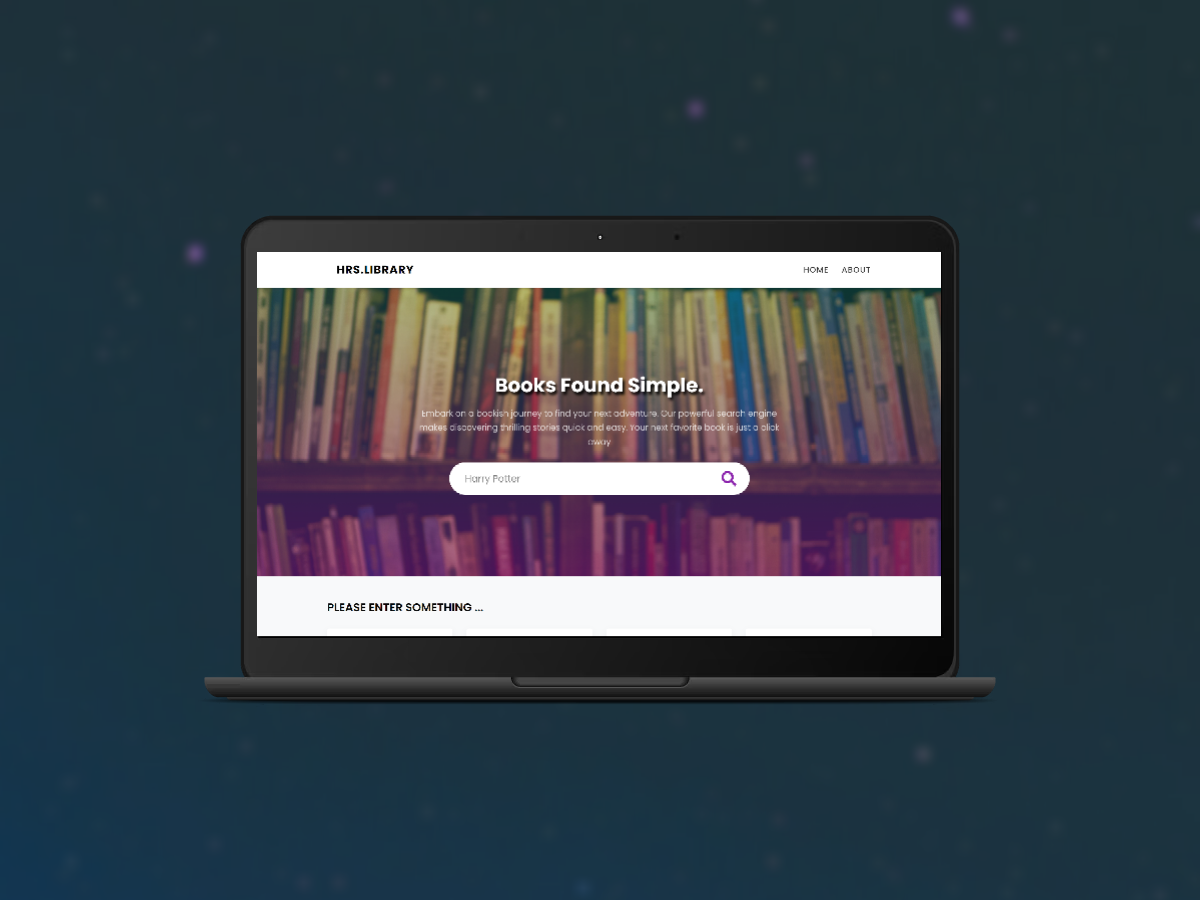 HRS.LIBRARY
HOME ABOUT
Books Found Simple.
Embark on a bookish journey to find your next adventure. Our powerful search engine
makes discovering thrilling stories quick and easy. Your next favorite book is just a click
away
Harry Potter
PLEASE ENTER SOMETHING ...